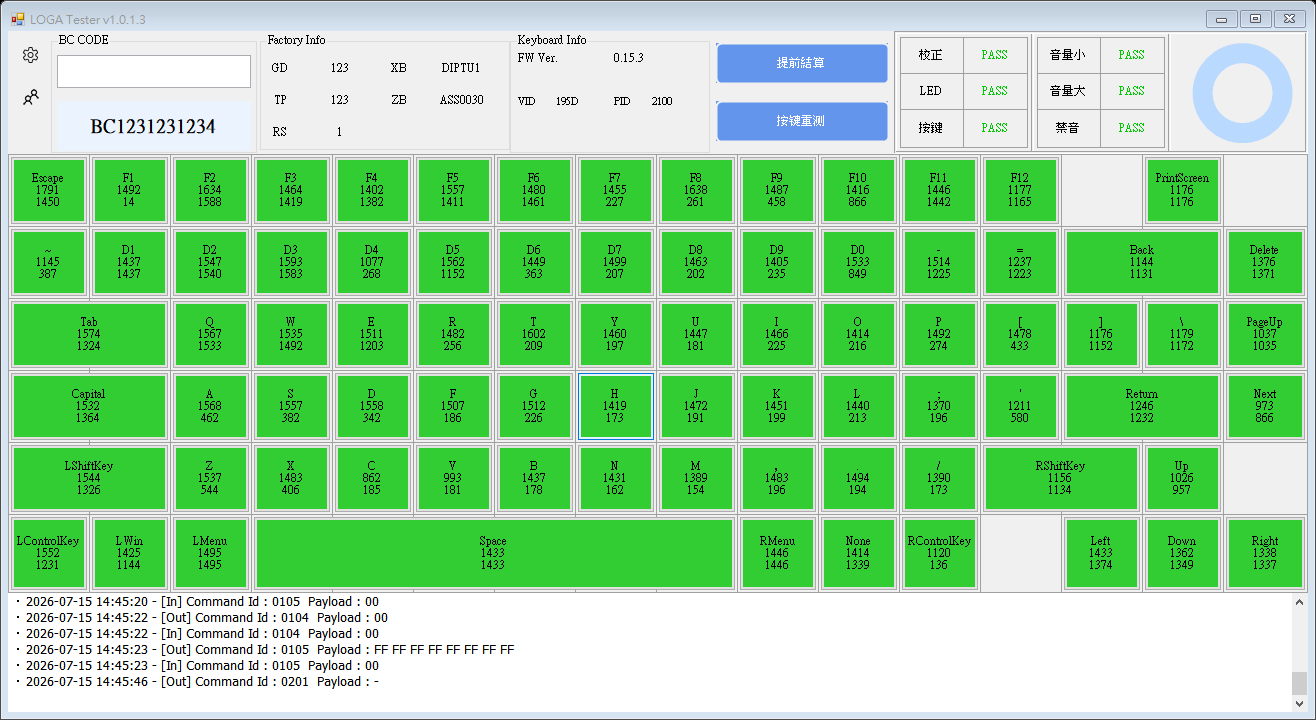 LOGA Tester v1.0.1.3
BC CODE
BC1231231234
Factory Info
GD 123 XB DIPTU1
TP 123 ZB ASS0030
RS 1
Keyboard Info
FW Ver. 0.15.3
VID 195D PID 2100
提前結算
按键重測
校正 PASS
LED PASS
按鍵 PASS
音量小 PASS
音量大 PASS
禁音 PASS
Escape F1 F2 F3 F4 F5 F6 F7 F8 F9 F10 F11 F12 PrintScreen
1791 1492 1634 1464 1402 1557 1480 1455 1638 1487 1416 1446 1177 1176
1450 14 1588 1419 1382 1411 1461 227 261 458 866 1442 1165 1176
~ D1 D2 D3 D4 D5 D6 D7 D8 D9 D0 - = Back Delete
1145 1437 1547 1593 1077 1562 1449 1499 1463 1405 1533 1514 1237 1144 1376
387 1437 1540 1583 268 1152 363 207 202 235 849 1225 1223 1131 1371
Tab Q W E R T Y U I O P [ ] \ PageUp
1574 1567 1535 1511 1482 1602 1460 1447 1466 1414 1492 1478 1176 1179 1037
1324 1533 1492 1203 256 209 197 181 225 216 274 433 1152 1172 1035
Capital A S D F G H J K L ; ' Return Next
1532 1568 1557 1558 1507 1512 1419 1472 1451 1440 1370 1211 1246 973
1364 462 382 342 186 226 173 191 199 213 196 580 1232 866
LShiftKey Z X C V B N M , . / RShiftKey Up
1544 1537 1483 862 993 1437 1431 1389 1483 1494 1390 1156 1026
1326 544 406 185 181 178 162 154 196 194 173 1134 957
LControlKey LWin LMenu Space RMenu None RControlKey Left Down Right
1552 1425 1495 1433 1446 1414 1120 1433 1362 1338
1231 1144 1495 1433 1446 1339 136 1374 1349 1337
· 2026-07-15 14:45:20 - [In] Command Id : 0105 Payload : 00
· 2026-07-15 14:45:22 - [Out] Command Id : 0104 Payload : 00
· 2026-07-15 14:45:22 - [In] Command Id : 0104 Payload : 00
· 2026-07-15 14:45:23 - [Out] Command Id : 0105 Payload : FF FF FF FF FF FF FF FF
· 2026-07-15 14:45:23 - [In] Command Id : 0105 Payload : 00
· 2026-07-15 14:45:46 - [Out] Command Id : 0201 Payload : -